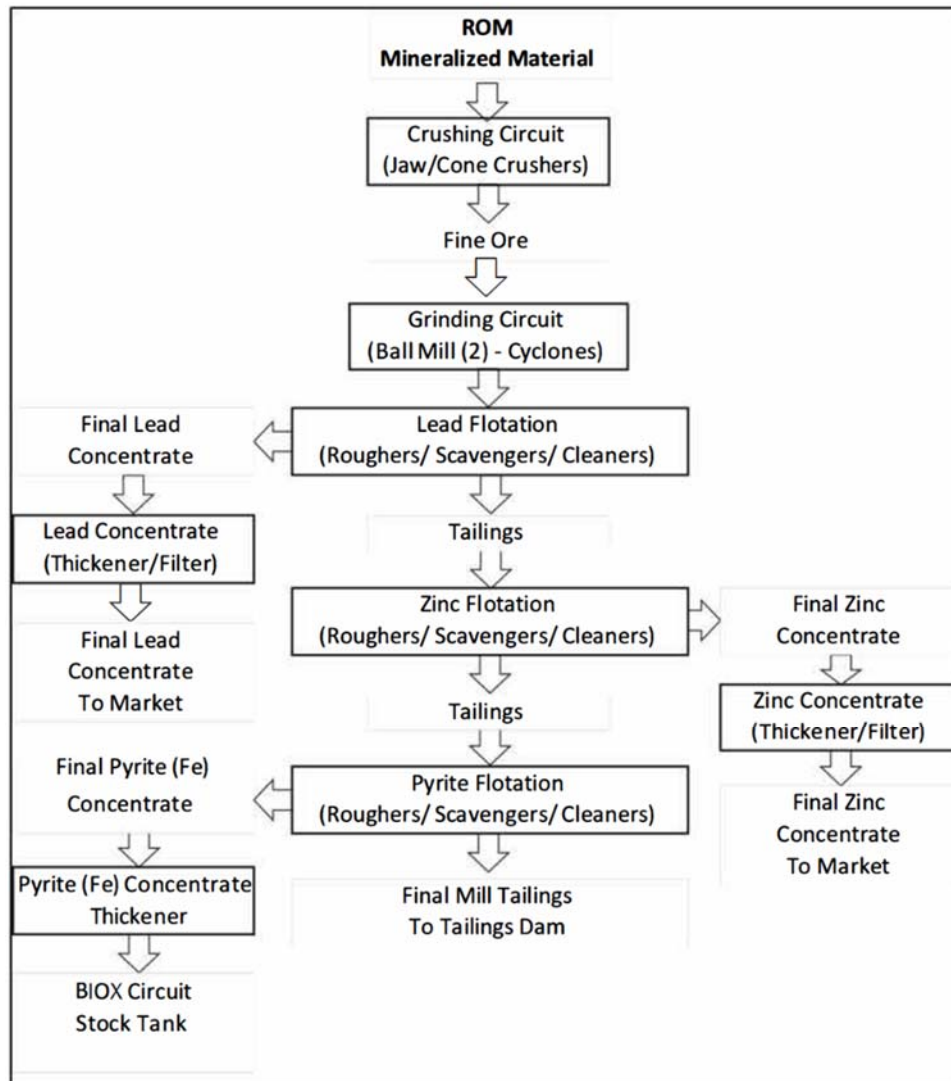 ROM
Mineralized Material
Crushing Circuit
(Jaw/Cone Crushers)
Fine Ore
Grinding Circuit
(Ball Mill (2) - Cyclones)
Final Lead
Concentrate
Lead Flotation
(Roughers/ Scavengers/ Cleaners)
Lead Concentrate
(Thickener/Filter)
Tailings
Final Lead
Concentrate
To Market
Zinc Flotation
(Roughers/ Scavengers/ Cleaners)
Final Zinc
Concentrate
Tailings
Zinc Concentrate
(Thickener/Filter)
Final Pyrite (Fe)
Concentrate
Pyrite Flotation
(Roughers/ Scavengers/ Cleaners)
Final Zinc
Concentrate
To Market
Pyrite (Fe) Concentrate
Thickener
Final Mill Tailings
To Tailings Dam
BIOX Circuit
Stock Tank